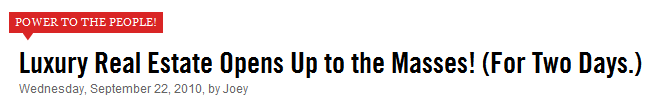 POWER TO THE PEOPLE!
Luxury Real Estate Opens Up to the Masses! (For Two Days.)
Wednesday, September 22, 2010, by Joey